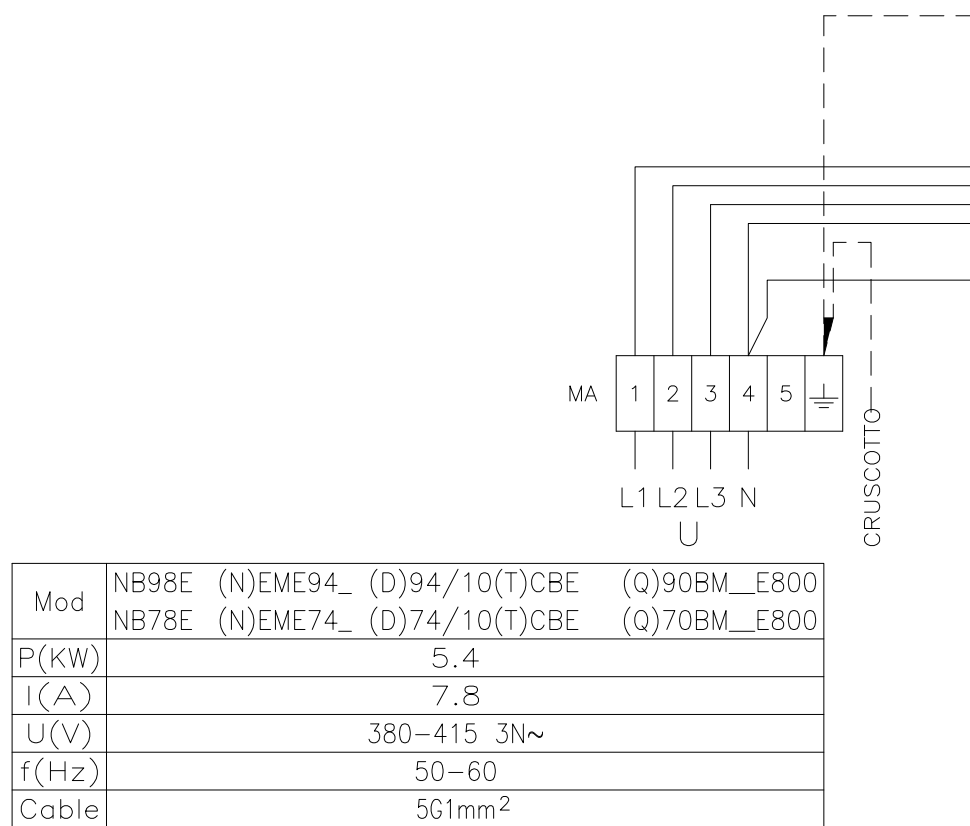 MA 1 2 3 4 5
L1 L2 L3 N
U
CRUSCOTTO
Mod NB98E (N)EME94_ (D)94/10(T)CBE (Q)90BM__E800
NB78E (N)EME74_ (D)74/10(T)CBE (Q)70BM__E800
P(KW) 5.4
I(A) 7.8
U(V) 380-415 3N~
f(Hz) 50-60
Cable 5G1mm²